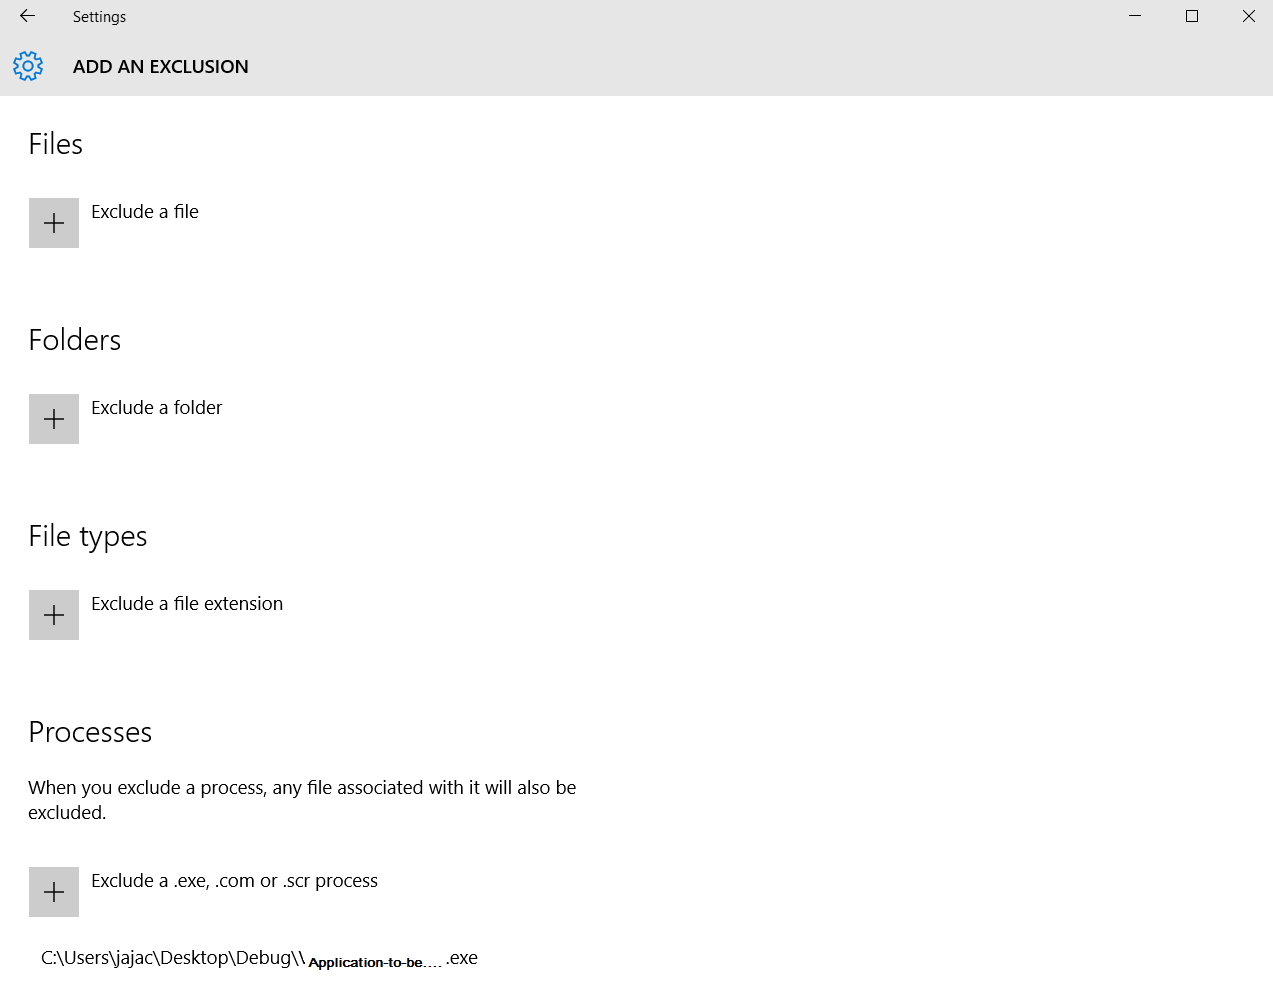 Settings
ADD AN EXCLUSION
Files
Exclude a file
Folders
Exclude a folder
File types
Exclude a file extension
Processes
When you exclude a process, any file associated with it will also be
excluded.
Exclude a .exe, .com or .scr process
C:\Users\jajac\Desktop\Debug\\Application-to-be.... .exe